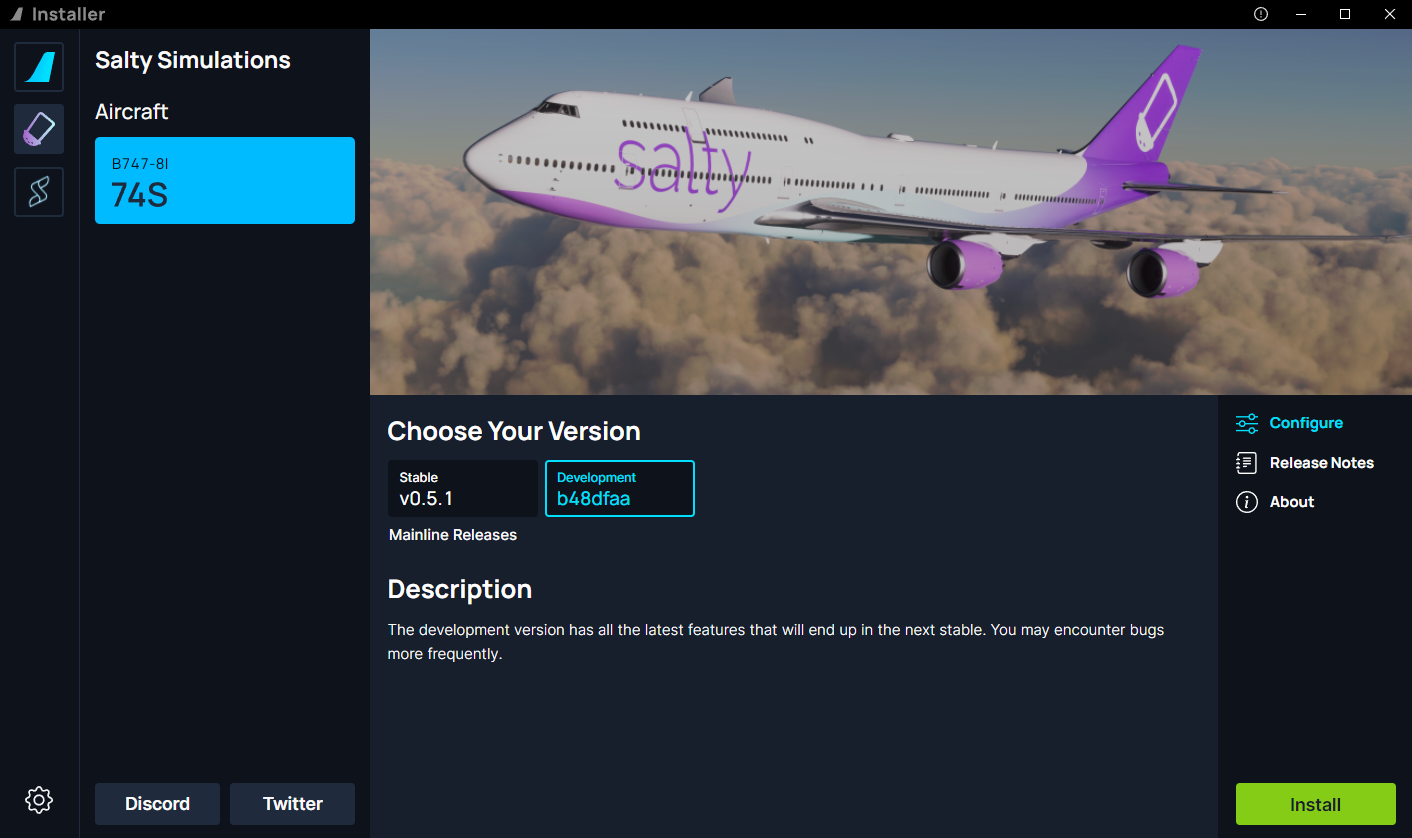 Installer
Salty Simulations
Aircraft
B747-8I
74S
salty
Choose Your Version
Stable
v0.5.1
Development
b48dfaa
Mainline Releases
Description
The development version has all the latest features that will end up in the next stable. You may encounter bugs
more frequently.
Configure
Release Notes
About
Discord
Twitter
Install